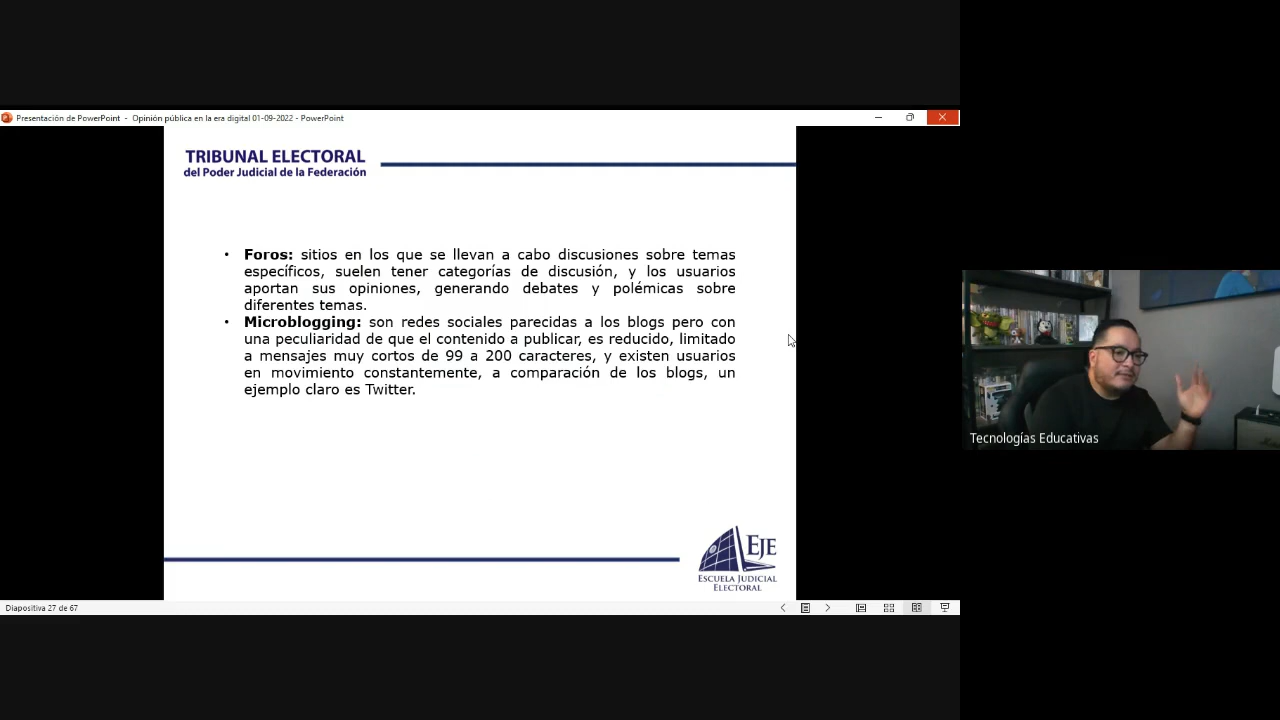 Presentación de PowerPoint - Opinión pública en la era digital 01-09-2022 - PowerPoint
TRIBUNAL ELECTORAL
del Poder Judicial de la Federación
• Foros: sitios en los que se llevan a cabo discusiones sobre temas
específicos, suelen tener categorías de discusión, y los usuarios
aportan sus opiniones, generando debates y polémicas sobre
diferentes temas.
• Microblogging: son redes sociales parecidas a los blogs pero con
una peculiaridad de que el contenido a publicar, es reducido, limitado
a mensajes muy cortos de 99 a 200 caracteres, y existen usuarios
en movimiento constantemente, a comparación de los blogs, un
ejemplo claro es Twitter.
Tecnologías Educativas
EJE
ESCUELA JUDICIAL
ELECTORAL
Diapositiva 27 de 67